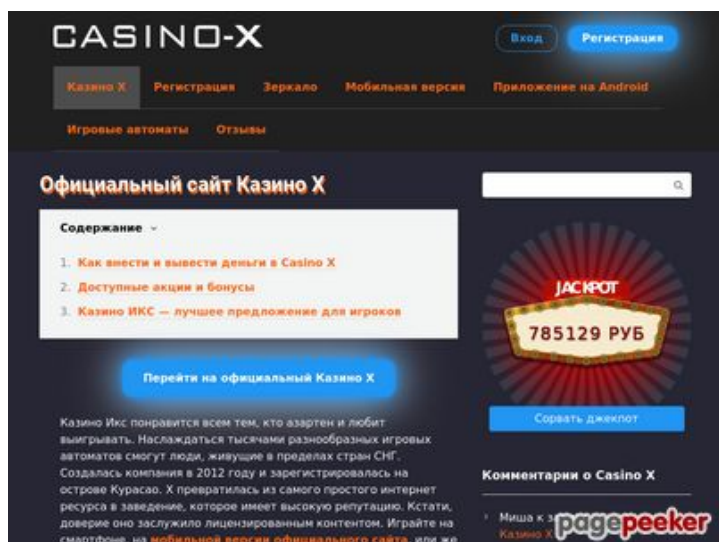 CASINO-X
Вход
Регистрация
Казино X
Регистрация
Зеркало
Мобильная версия
Приложение на Android
Игровые автоматы
Отзывы
Официальный сайт Казино X
Содержание
1. Как внести и вывести деньги в Casino X
2. Доступные акции и бонусы
3. Казино ИКС — лучшее предложение для игроков
JACKPOT
785129 РУБ
Перейти на официальный Казино X
Сорвать джекпот
Казино Икс понравится всем тем, кто азартен и любит
выигрывать. Наслаждаться тысячами разнообразных игровых
автоматов смогут люди, живущие в пределах стран СНГ.
Создалась компания в 2012 году и зарегистрировалась на
острове Курасао. X превратилась из самого простого интернет
ресурса в заведение, которое имеет высокую репутацию. Кстати,
доверие оно заслужило лицензированным контентом. Играйте на
смартфоне, на мобильной версии официального сайта, или же
Комментарии о Casino X
Миша к
Казино X
pagepeeker